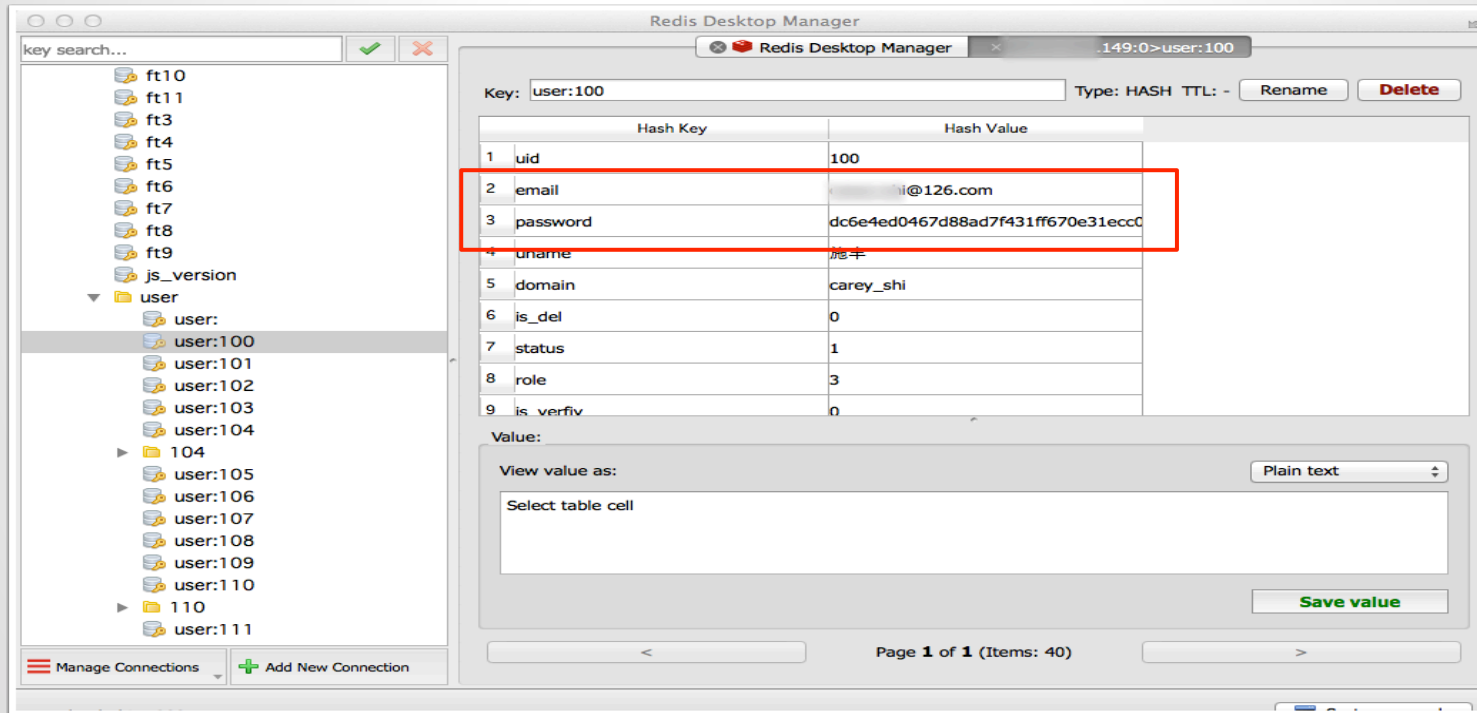 Redis Desktop Manager
key search...
Redis Desktop Manager
.149:0>user:100
ft10
ft11
ft3
ft4
ft5
ft6
ft7
ft8
ft9
js_version
user
user:
user:100
user:101
user:102
user:103
user:104
104
user:105
user:106
user:107
user:108
user:109
user:110
110
user:111
Manage Connections
Add New Connection
Key: user:100 Type: HASH TTL: - Rename Delete
Hash Key Hash Value
1 uid 100
2 email i@126.com
3 password dc6e4ed0467d88ad7f431ff670e31ecc0
4 uname
5 domain carey_shi
6 is_del 0
7 status 1
8 role 3
9 is_verfiy 0
Value:
View value as: Plain text
Select table cell
Save value
< Page 1 of 1 (Items: 40) >